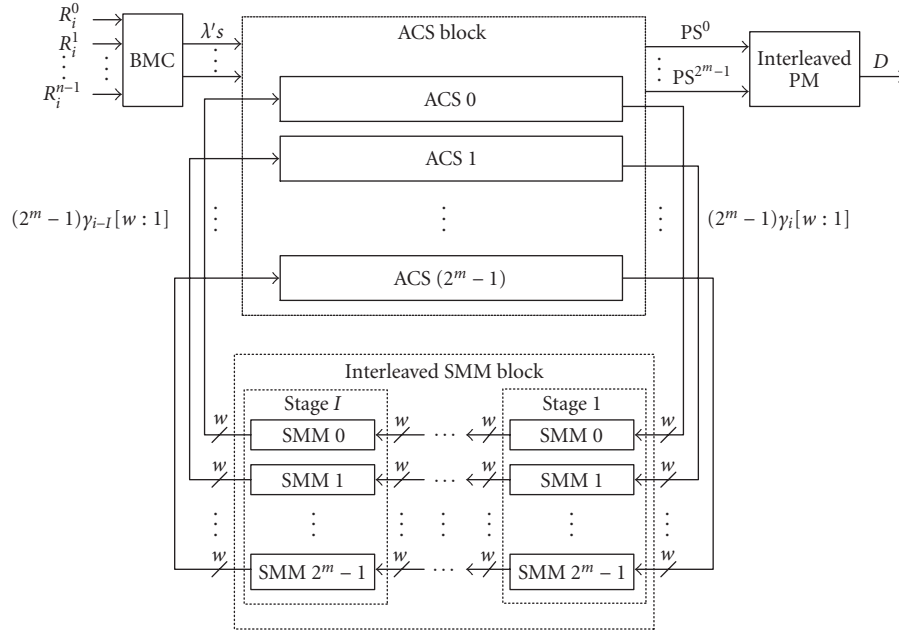 R_i^0
R_i^1
R_i^{n−1}
BMC
λ's
ACS block
ACS 0
ACS 1
ACS (2^m − 1)
PS^0
PS^{2^m−1}
Interleaved
PM
D
(2^m − 1)γ_{i−I}[w : 1]
(2^m − 1)γ_i[w : 1]
Interleaved SMM block
Stage I
Stage 1
w
SMM 0
w
···
w
SMM 0
w
w
SMM 1
w
···
w
SMM 1
w
w
SMM 2^m − 1
w
···
w
SMM 2^m − 1
w